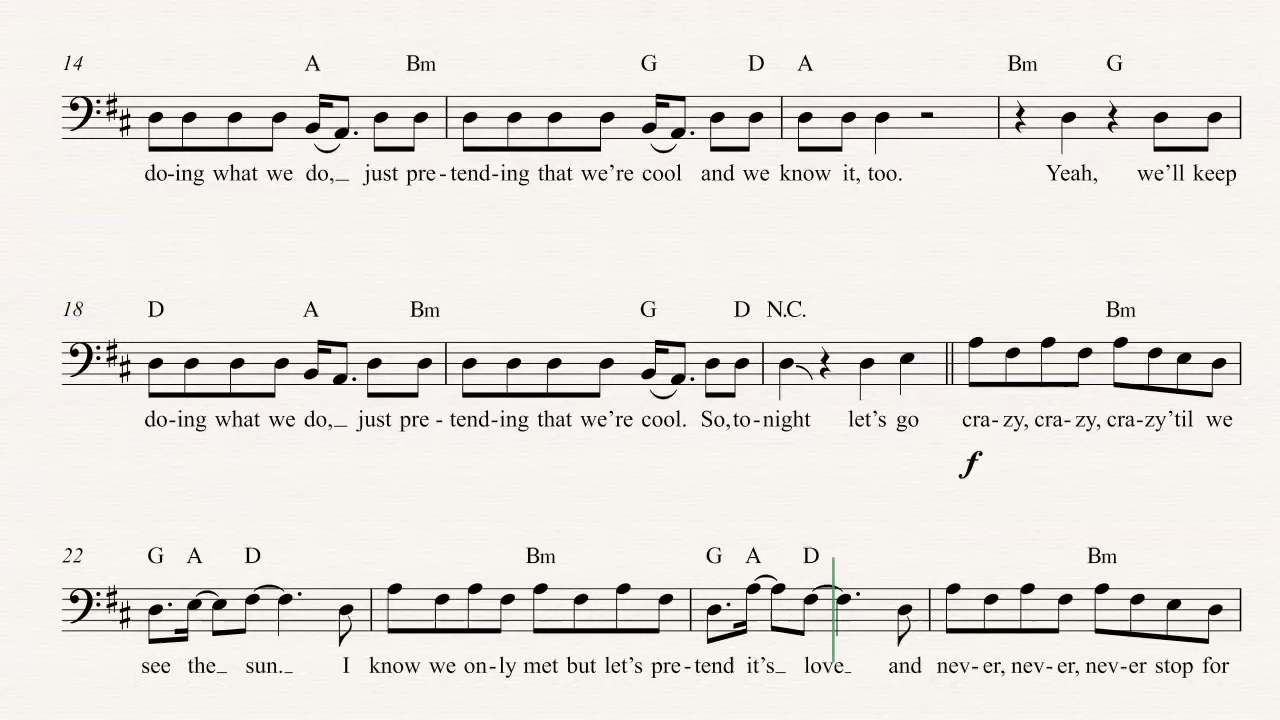 14 A Bm G D A Bm G
do-ing what we do,_ just pre-tend-ing that we're cool and we know it, too. Yeah, we'll keep
18 D A Bm G D N.C. Bm
do-ing what we do,_ just pre-tend-ing that we're cool. So, to-night let's go cra-zy, cra-zy, cra-zy 'til we
f
22 G A D Bm G A D Bm
see the_ sun._ I know we on-ly met but let's pre-tend it's_ love_ and nev-er, nev-er, nev-er stop for